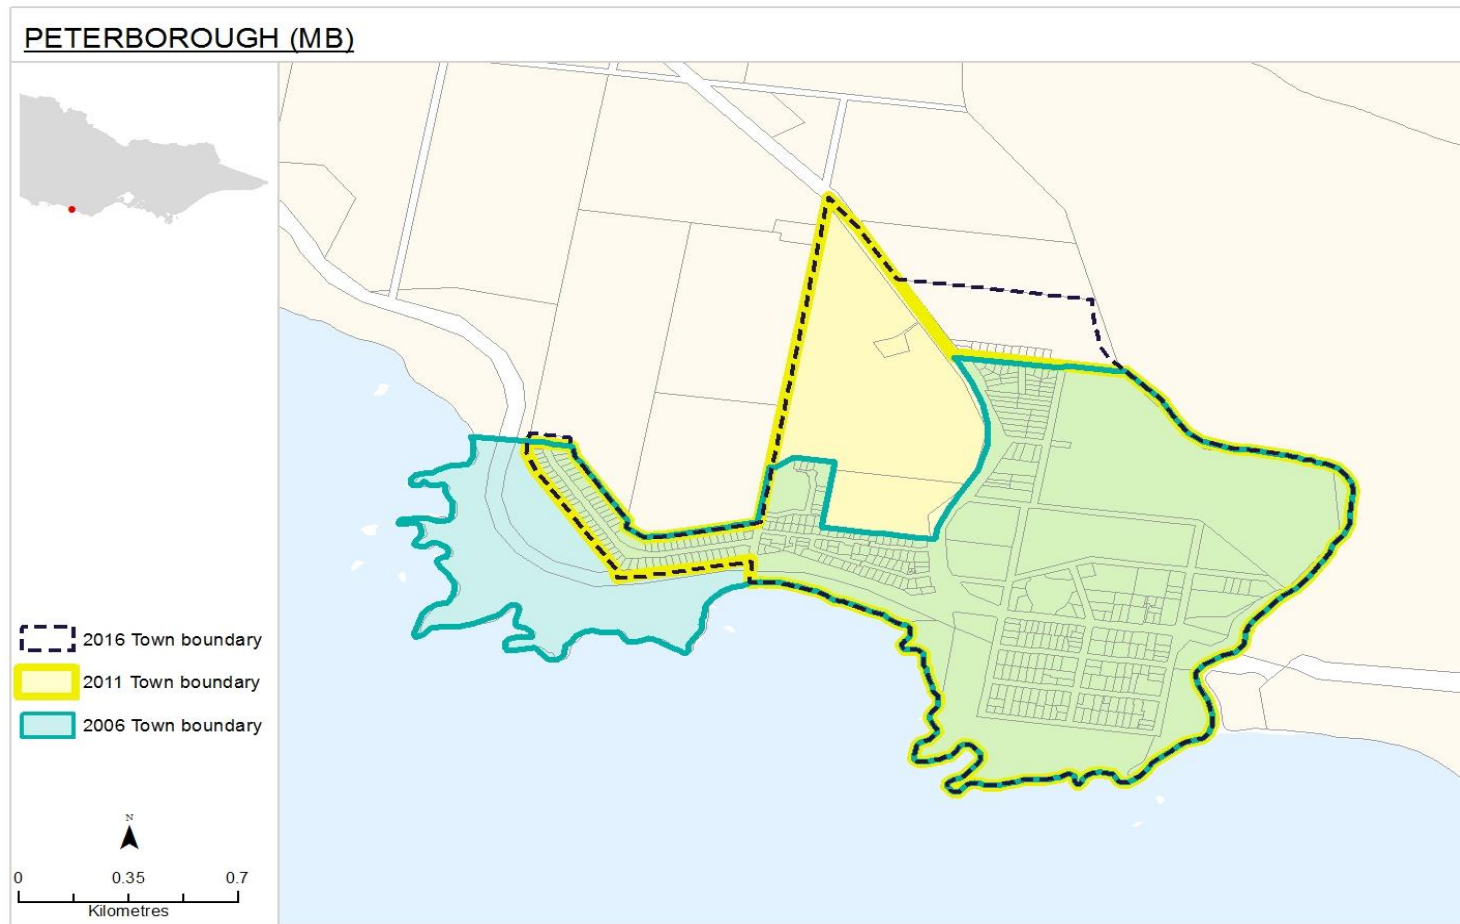 PETERBOROUGH (MB)
2016 Town boundary
2011 Town boundary
2006 Town boundary
N
0 0.35 0.7
Kilometres